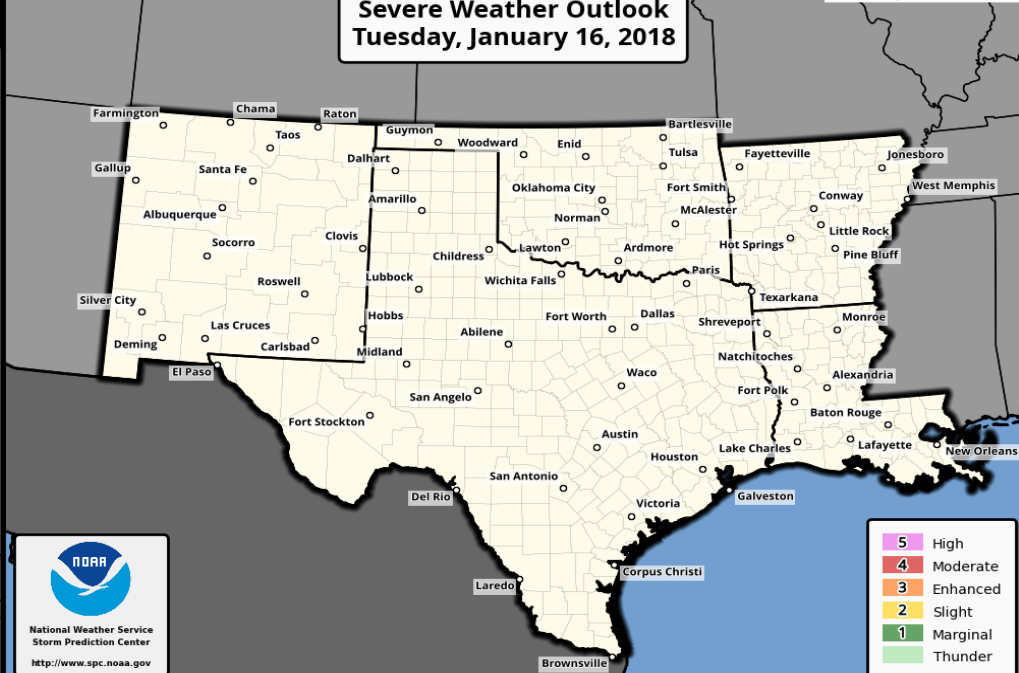 Severe Weather Outlook
Tuesday, January 16, 2018
Farmington
Chama
Raton
Taos
Guymon
Woodward
Enid
Bartlesville
Tulsa
Fayetteville
Jonesboro
Gallup
Santa Fe
Dalhart
Amarillo
Oklahoma City
Fort Smith
West Memphis
Albuquerque
Norman
McAlester
Conway
Little Rock
Socorro
Clovis
Childress
Lawton
Ardmore
Hot Springs
Pine Bluff
Roswell
Lubbock
Wichita Falls
Paris
Texarkana
Silver City
Las Cruces
Hobbs
Abilene
Fort Worth
Dallas
Shreveport
Monroe
Deming
Carlsbad
Midland
Natchitoches
El Paso
San Angelo
Waco
Fort Polk
Alexandria
Fort Stockton
Austin
Baton Rouge
Houston
Lake Charles
Lafayette
New Orleans
Del Rio
San Antonio
Galveston
Victoria
Laredo
Corpus Christi
Brownsville
NOAA
National Weather Service
Storm Prediction Center
http://www.spc.noaa.gov
5 High
4 Moderate
3 Enhanced
2 Slight
1 Marginal
Thunder